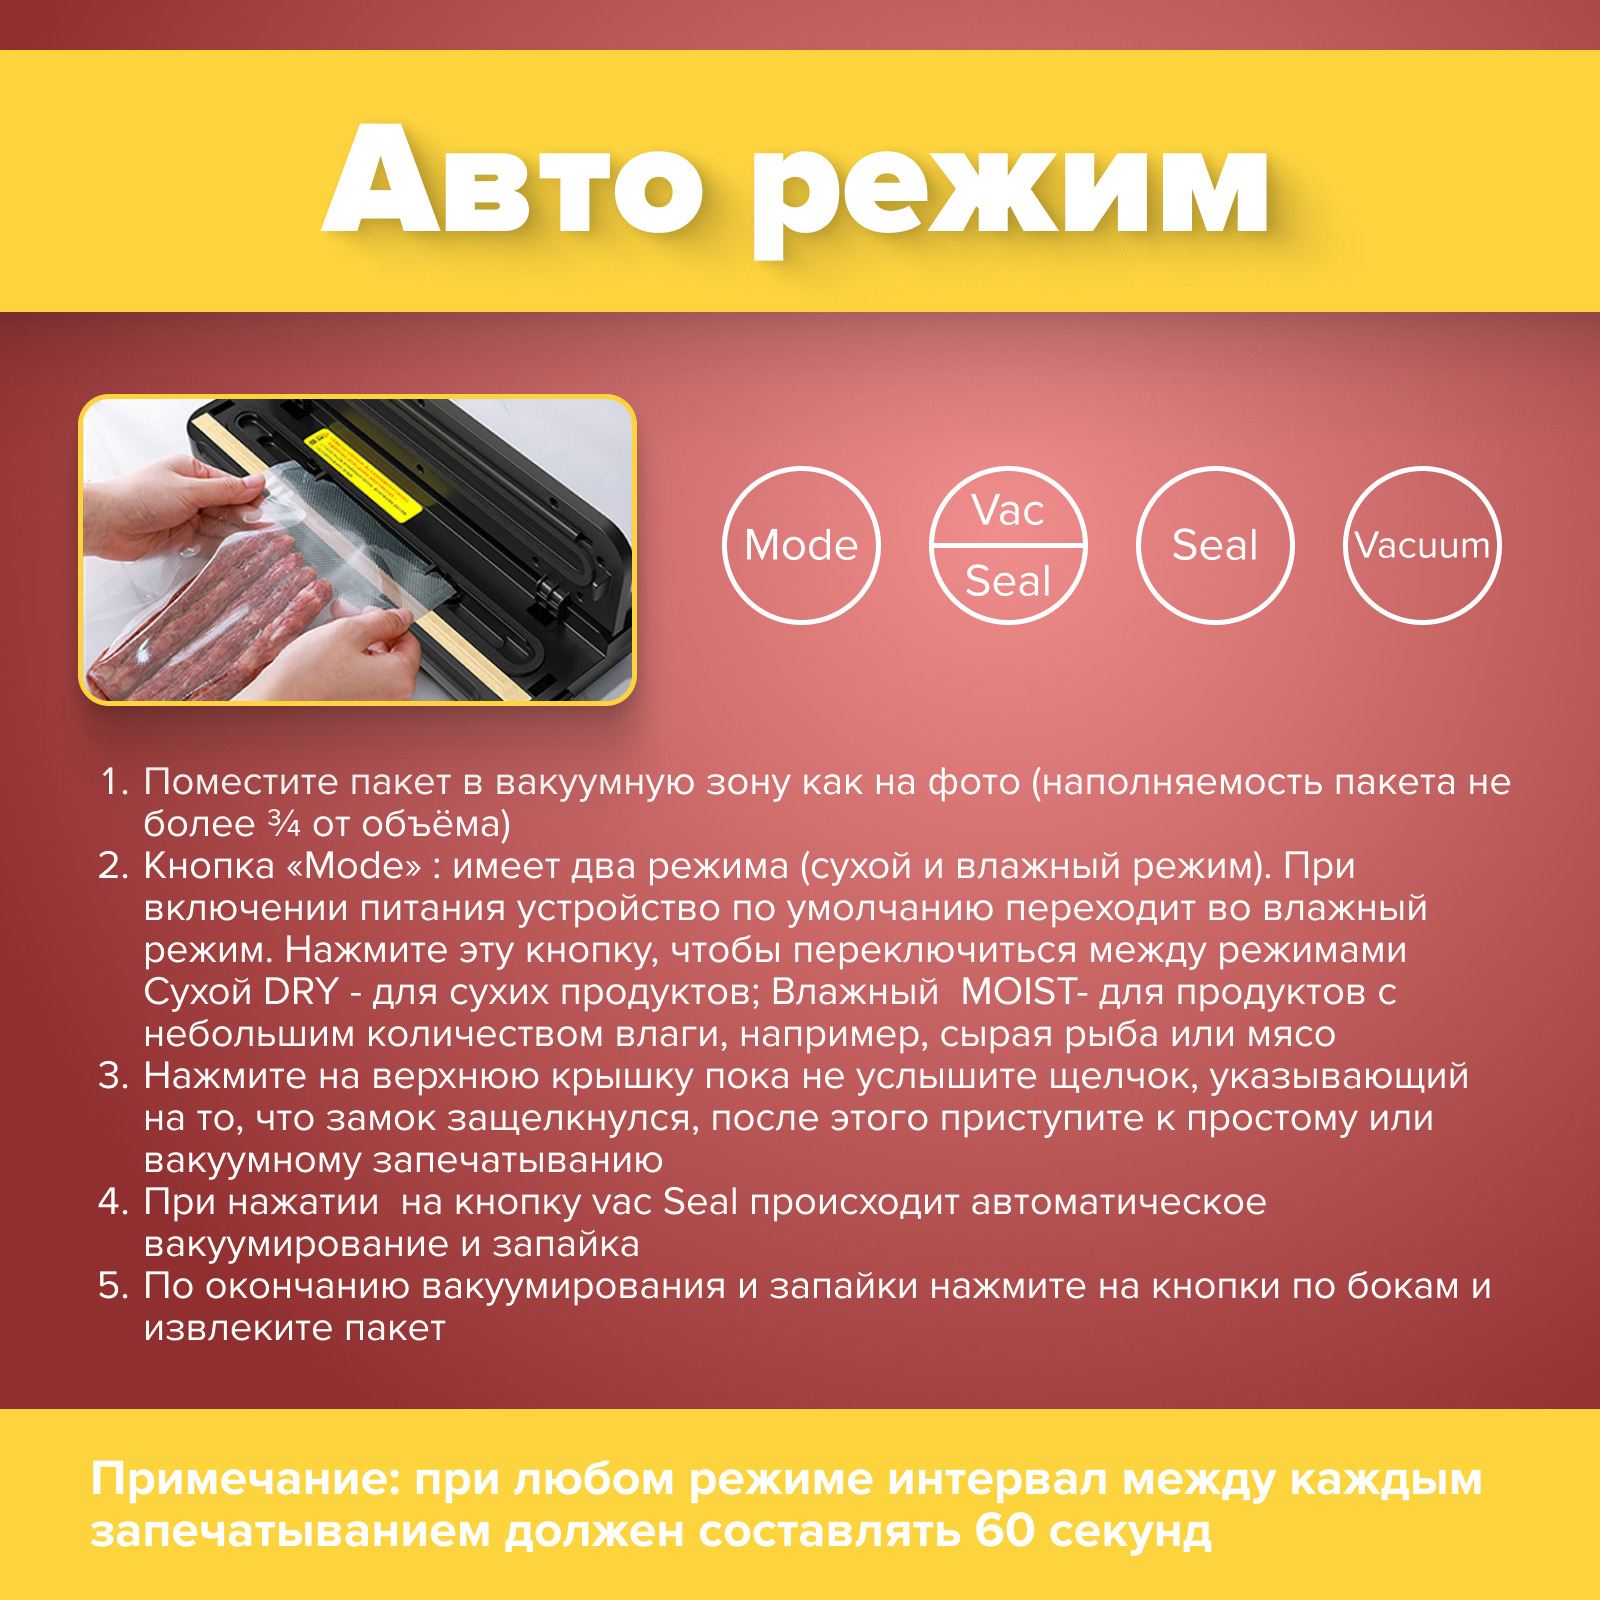 Авто режим
Mode
Vac
Seal
Seal
Vacuum
1. Поместите пакет в вакуумную зону как на фото (наполняемость пакета не
более ¾ от объёма)
2. Кнопка «Mode» : имеет два режима (сухой и влажный режим). При
включении питания устройство по умолчанию переходит во влажный
режим. Нажмите эту кнопку, чтобы переключиться между режимами
Сухой DRY - для сухих продуктов; Влажный  MOIST- для продуктов с
небольшим количеством влаги, например, сырая рыба или мясо
3. Нажмите на верхнюю крышку пока не услышите щелчок, указывающий
на то, что замок защелкнулся, после этого приступите к простому или
вакуумному запечатыванию
4. При нажатии  на кнопку vac Seal происходит автоматическое
вакуумирование и запайка
5. По окончанию вакуумирования и запайки нажмите на кнопки по бокам и
извлеките пакет
Примечание: при любом режиме интервал между каждым
запечатыванием должен составлять 60 секунд